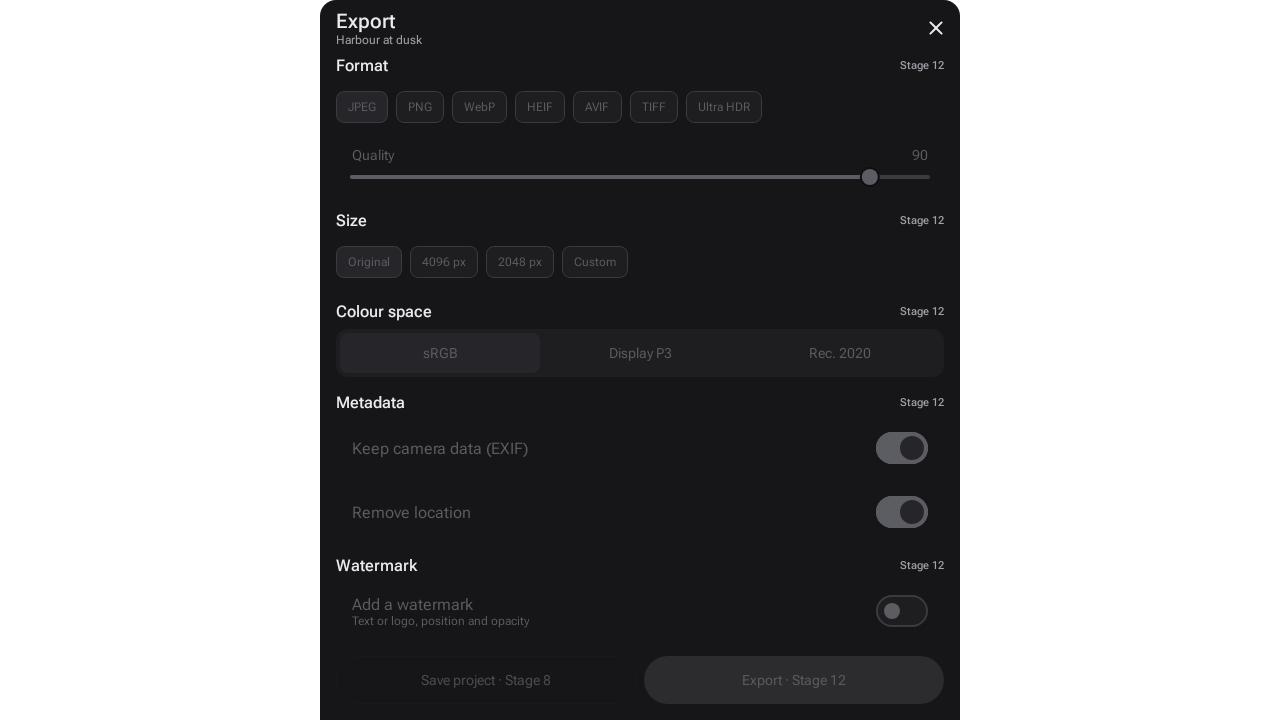 Export
Harbour at dusk
Format
Stage 12
JPEG
PNG
WebP
HEIF
AVIF
TIFF
Ultra HDR
Quality
90
Size
Stage 12
Original
4096 px
2048 px
Custom
Colour space
Stage 12
sRGB
Display P3
Rec. 2020
Metadata
Stage 12
Keep camera data (EXIF)
Remove location
Watermark
Stage 12
Add a watermark
Text or logo, position and opacity
Save project · Stage 8
Export · Stage 12